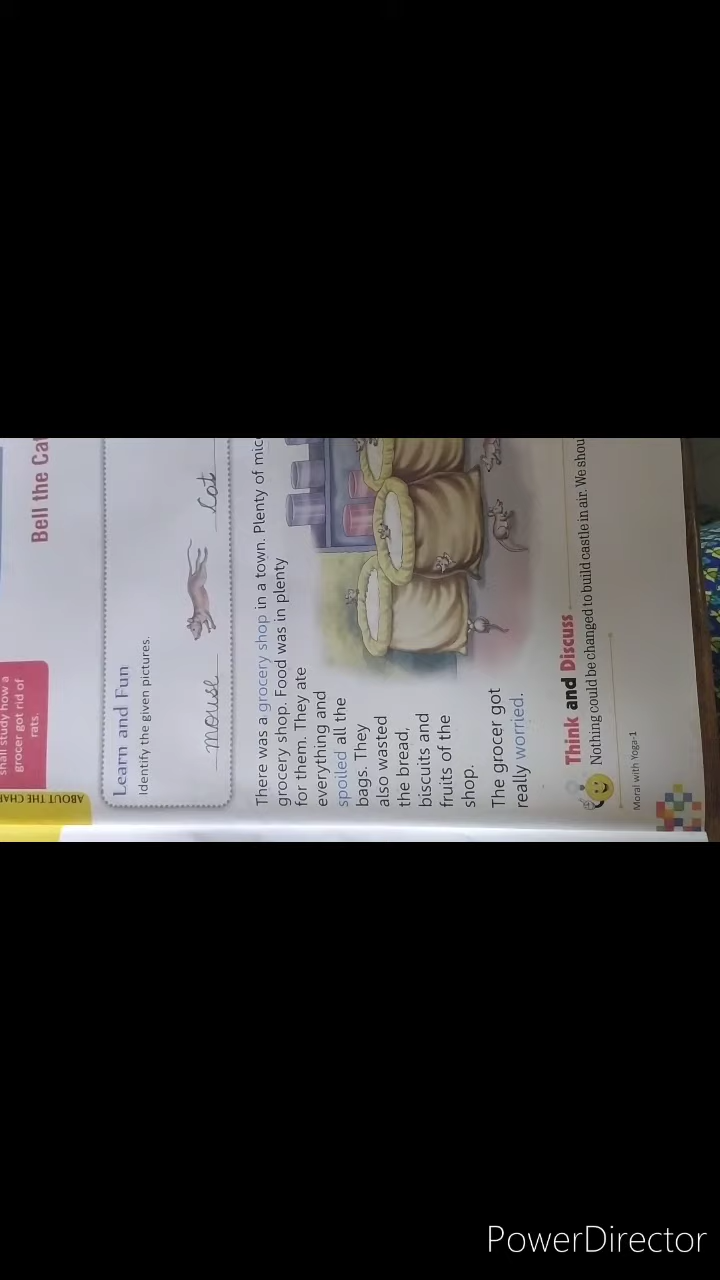 shall study how a
grocer got rid of
rats.
ABOUT THE
Bell the Cat
Learn and Fun
Identify the given pictures.
mouse
cat
There was a grocery shop in a town. Plenty of
grocery shop. Food was in plenty
for them. They ate
everything and
spoiled all the
bags. They
also wasted
the bread,
biscuits and
fruits of the
shop.
The grocer got
really worried.
Think and Discuss
Nothing could be changed to build castle in air. We
Moral with Yoga-1
PowerDirector